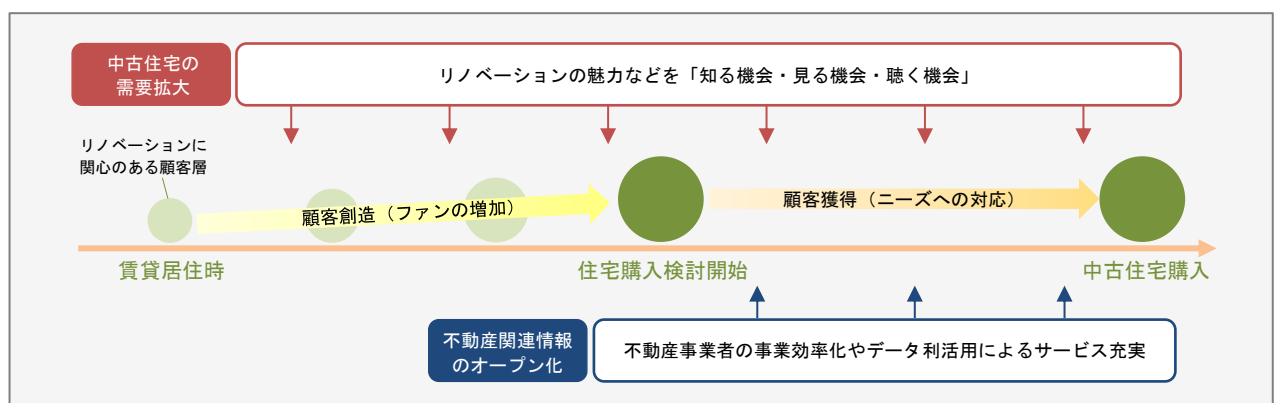 中古住宅の
需要拡大
リノベーションの魅力などを「知る機会・見る機会・聴く機会」
リノベーションに
関心のある顧客層
顧客創造（ファンの増加）
顧客獲得（ニーズへの対応）
賃貸居住時
住宅購入検討開始
中古住宅購入
不動産関連情報
のオープン化
不動産事業者の事業効率化やデータ利活用によるサービス充実